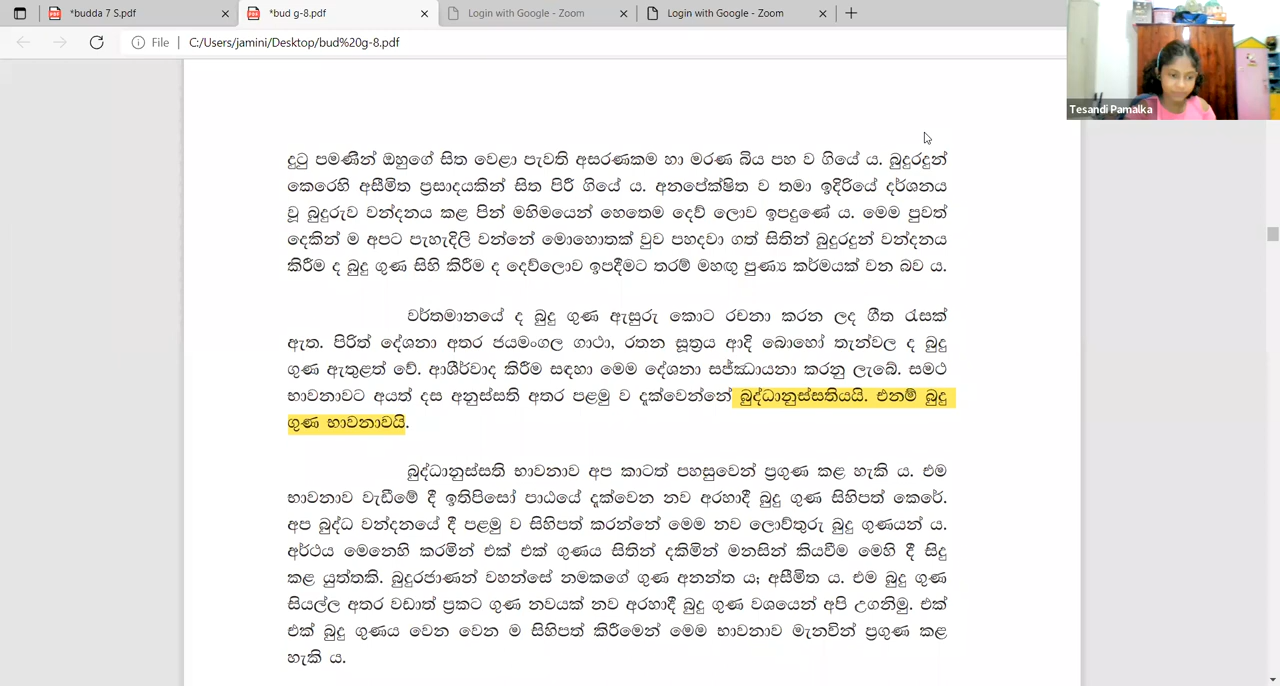 *budda 7 S.pdf
*bud g-8.pdf
Login with Google - Zoom
Login with Google - Zoom
File
C:/Users/jamini/Desktop/bud%20g-8.pdf
Tesandi Pamalka
දුටු පමණින් ඔහුගේ සිත වෙළා පැවති අසරණකම හා මරණ බිය පහ ව ගියේ ය. බුදුරදුන්
කෙරෙහි අසීමිත ප්‍රසාදයකින් සිත පිරී ගියේ ය. අනපේක්ෂිත ව තමා ඉදිරියේ දර්ශනය
වූ බුදුරුව වන්දනය කළ පින් මහිමයෙන් හෙතෙම දෙව් ලොව ඉපදුණේ ය. මෙම පුවත්
දෙකින් ම අපට පැහැදිලි වන්නේ මොහොතක් වුව පහදවා ගත් සිතින් බුදුරදුන් වන්දනය
කිරීම ද බුදු ගුණ සිහි කිරීම ද දෙව්ලොව ඉපදීමට තරම් මහඟු පුණ්‍ය කර්මයක් වන බව ය.
වර්තමානයේ ද බුදු ගුණ ඇසුරු කොට රචනා කරන ලද ගීත රැසක්
ඇත. පිරිත් දේශනා අතර ජයමංගල ගාථා, රතන සූත්‍රය ආදි බොහෝ තැන්වල ද බුදු
ගුණ ඇතුළත් වේ. ආශීර්වාද කිරීම සඳහා මෙම දේශනා සජ්ඣායනා කරනු ලැබේ. සමථ
භාවනාවට අයත් දස අනුස්සති අතර පළමු ව දැක්වෙන්නේ බුද්ධානුස්සතියයි. එනම් බුදු
ගුණ භාවනාවයි.
බුද්ධානුස්සති භාවනාව අප කාටත් පහසුවෙන් ප්‍රගුණ කළ හැකි ය. එම
භාවනාව වැඩීමේ දී ඉතිපිසෝ පාඨයේ දැක්වෙන නව අරහාදී බුදු ගුණ සිහිපත් කෙරේ.
අප බුද්ධ වන්දනයේ දී පළමු ව සිහිපත් කරන්නේ මෙම නව ලොව්තුරු බුදු ගුණයන් ය.
අර්ථය මෙනෙහි කරමින් එක් එක් ගුණය සිතින් දකිමින් මනසින් කියවීම මෙහි දී සිදු
කළ යුත්තකි. බුදුරජාණන් වහන්සේ නමකගේ ගුණ අනන්ත ය; අසීමිත ය. එම බුදු ගුණ
සියල්ල අතර වඩාත් ප්‍රකට ගුණ නවයක් නව අරහාදී බුදු ගුණ වශයෙන් අපි උගනිමු. එක්
එක් බුදු ගුණය වෙන වෙන ම සිහිපත් කිරීමෙන් මෙම භාවනාව මැනවින් ප්‍රගුණ කළ
හැකි ය.